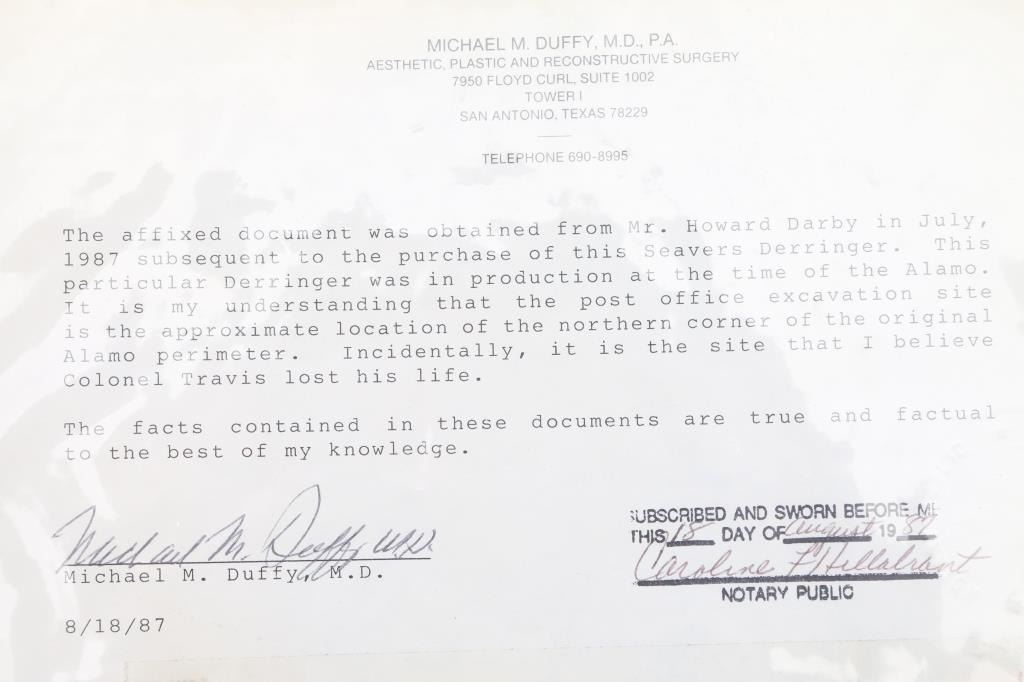 MICHAEL M. DUFFY, M.D., P.A.
AESTHETIC, PLASTIC AND RECONSTRUCTIVE SURGERY
7950 FLOYD CURL, SUITE 1002
TOWER I
SAN ANTONIO, TEXAS 78229
TELEPHONE 690-8995
The affixed document was obtained from Mr. Howard Darby in July,
1987 subsequent to the purchase of this Seavers Derringer. This
particular Derringer was in production at the time of the Alamo.
It is my understanding that the post office excavation site
is the approximate location of the northern corner of the original
Alamo perimeter. Incidentally, it is the site that I believe
Colonel Travis lost his life.
The facts contained in these documents are true and factual
to the best of my knowledge.
Michael M. Duffy M.D.
Michael M. Duffy, M.D.
8/18/87
SUBSCRIBED AND SWORN BEFORE ME
THIS 18 DAY OF August 19 87
Caroline
NOTARY PUBLIC